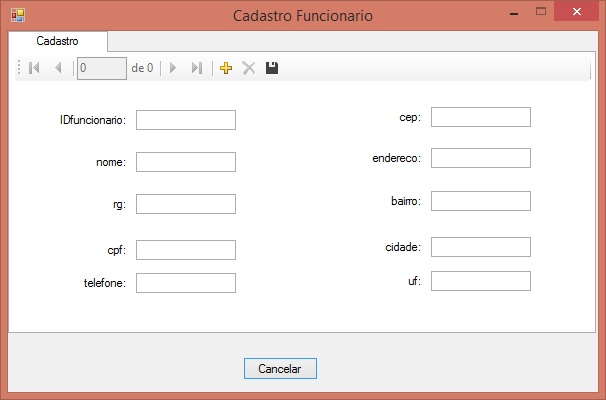 Cadastro Funcionario
Cadastro
0 de 0
IDfuncionario:
nome:
rg:
cpf:
telefone:
cep:
endereco:
bairro:
cidade:
uf:
Cancelar